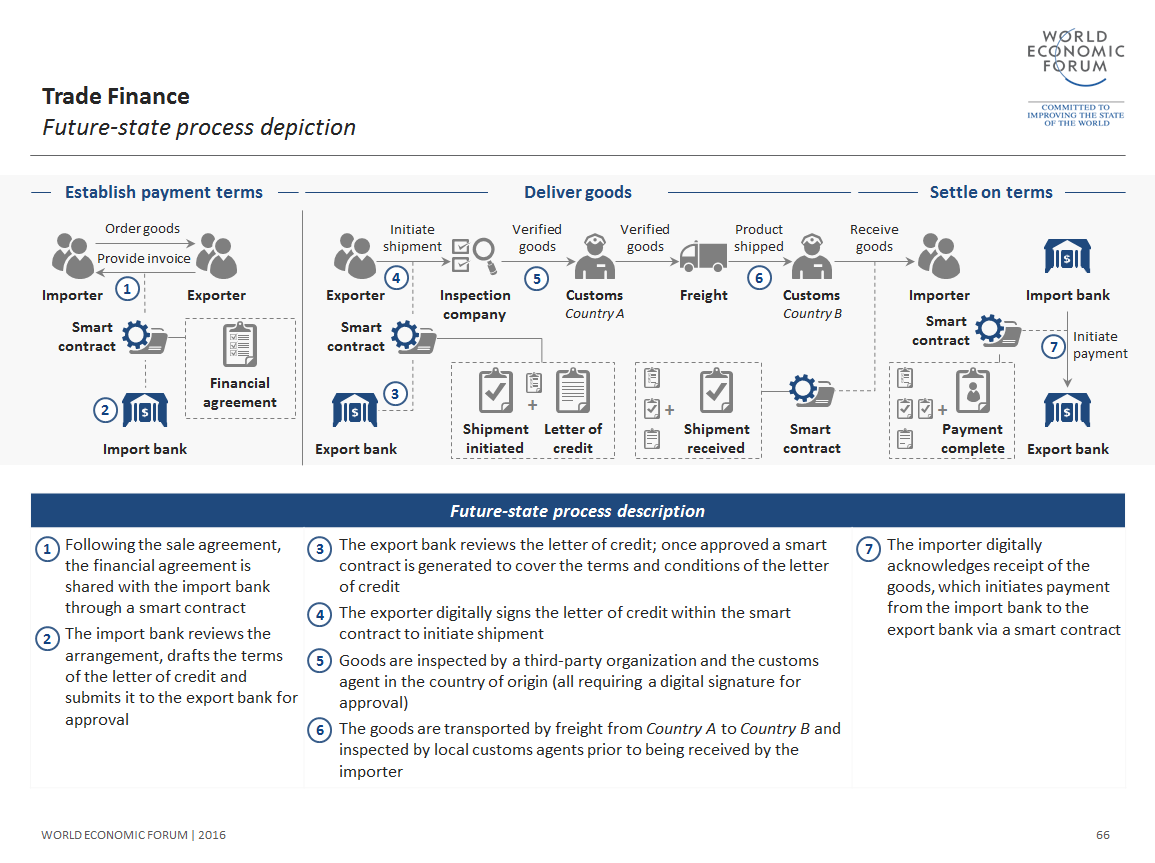 WORLD
ECONOMIC
FORUM
COMMITTED TO
IMPROVING THE STATE
OF THE WORLD
Trade Finance
Future-state process depiction
Establish payment terms
Order goods
Provide invoice
1
Importer
Exporter
Smart
contract
Financial
agreement
2
$
Import bank
Deliver goods
Initiate
shipment
Verified
goods
Verified
goods
Product
shipped
Receive
goods
4
5
6
Exporter
Inspection
company
Customs
Country A
Freight
Customs
Country B
Smart
contract
3
$
Export bank
+
Shipment
initiated
Letter of
credit
+
Shipment
received
Smart
contract
Settle on terms
Importer
$
Import bank
Smart
contract
7
Initiate
payment
+
Payment
complete
$
Export bank
Future-state process description
1 Following the sale agreement,
the financial agreement is
shared with the import bank
through a smart contract
2 The import bank reviews the
arrangement, drafts the terms
of the letter of credit and
submits it to the export bank for
approval
3 The export bank reviews the letter of credit; once approved a smart
contract is generated to cover the terms and conditions of the letter
of credit
4 The exporter digitally signs the letter of credit within the smart
contract to initiate shipment
5 Goods are inspected by a third-party organization and the customs
agent in the country of origin (all requiring a digital signature for
approval)
6 The goods are transported by freight from Country A to Country B and
inspected by local customs agents prior to being received by the
importer
7 The importer digitally
acknowledges receipt of the
goods, which initiates payment
from the import bank to the
export bank via a smart contract
WORLD ECONOMIC FORUM | 2016
66